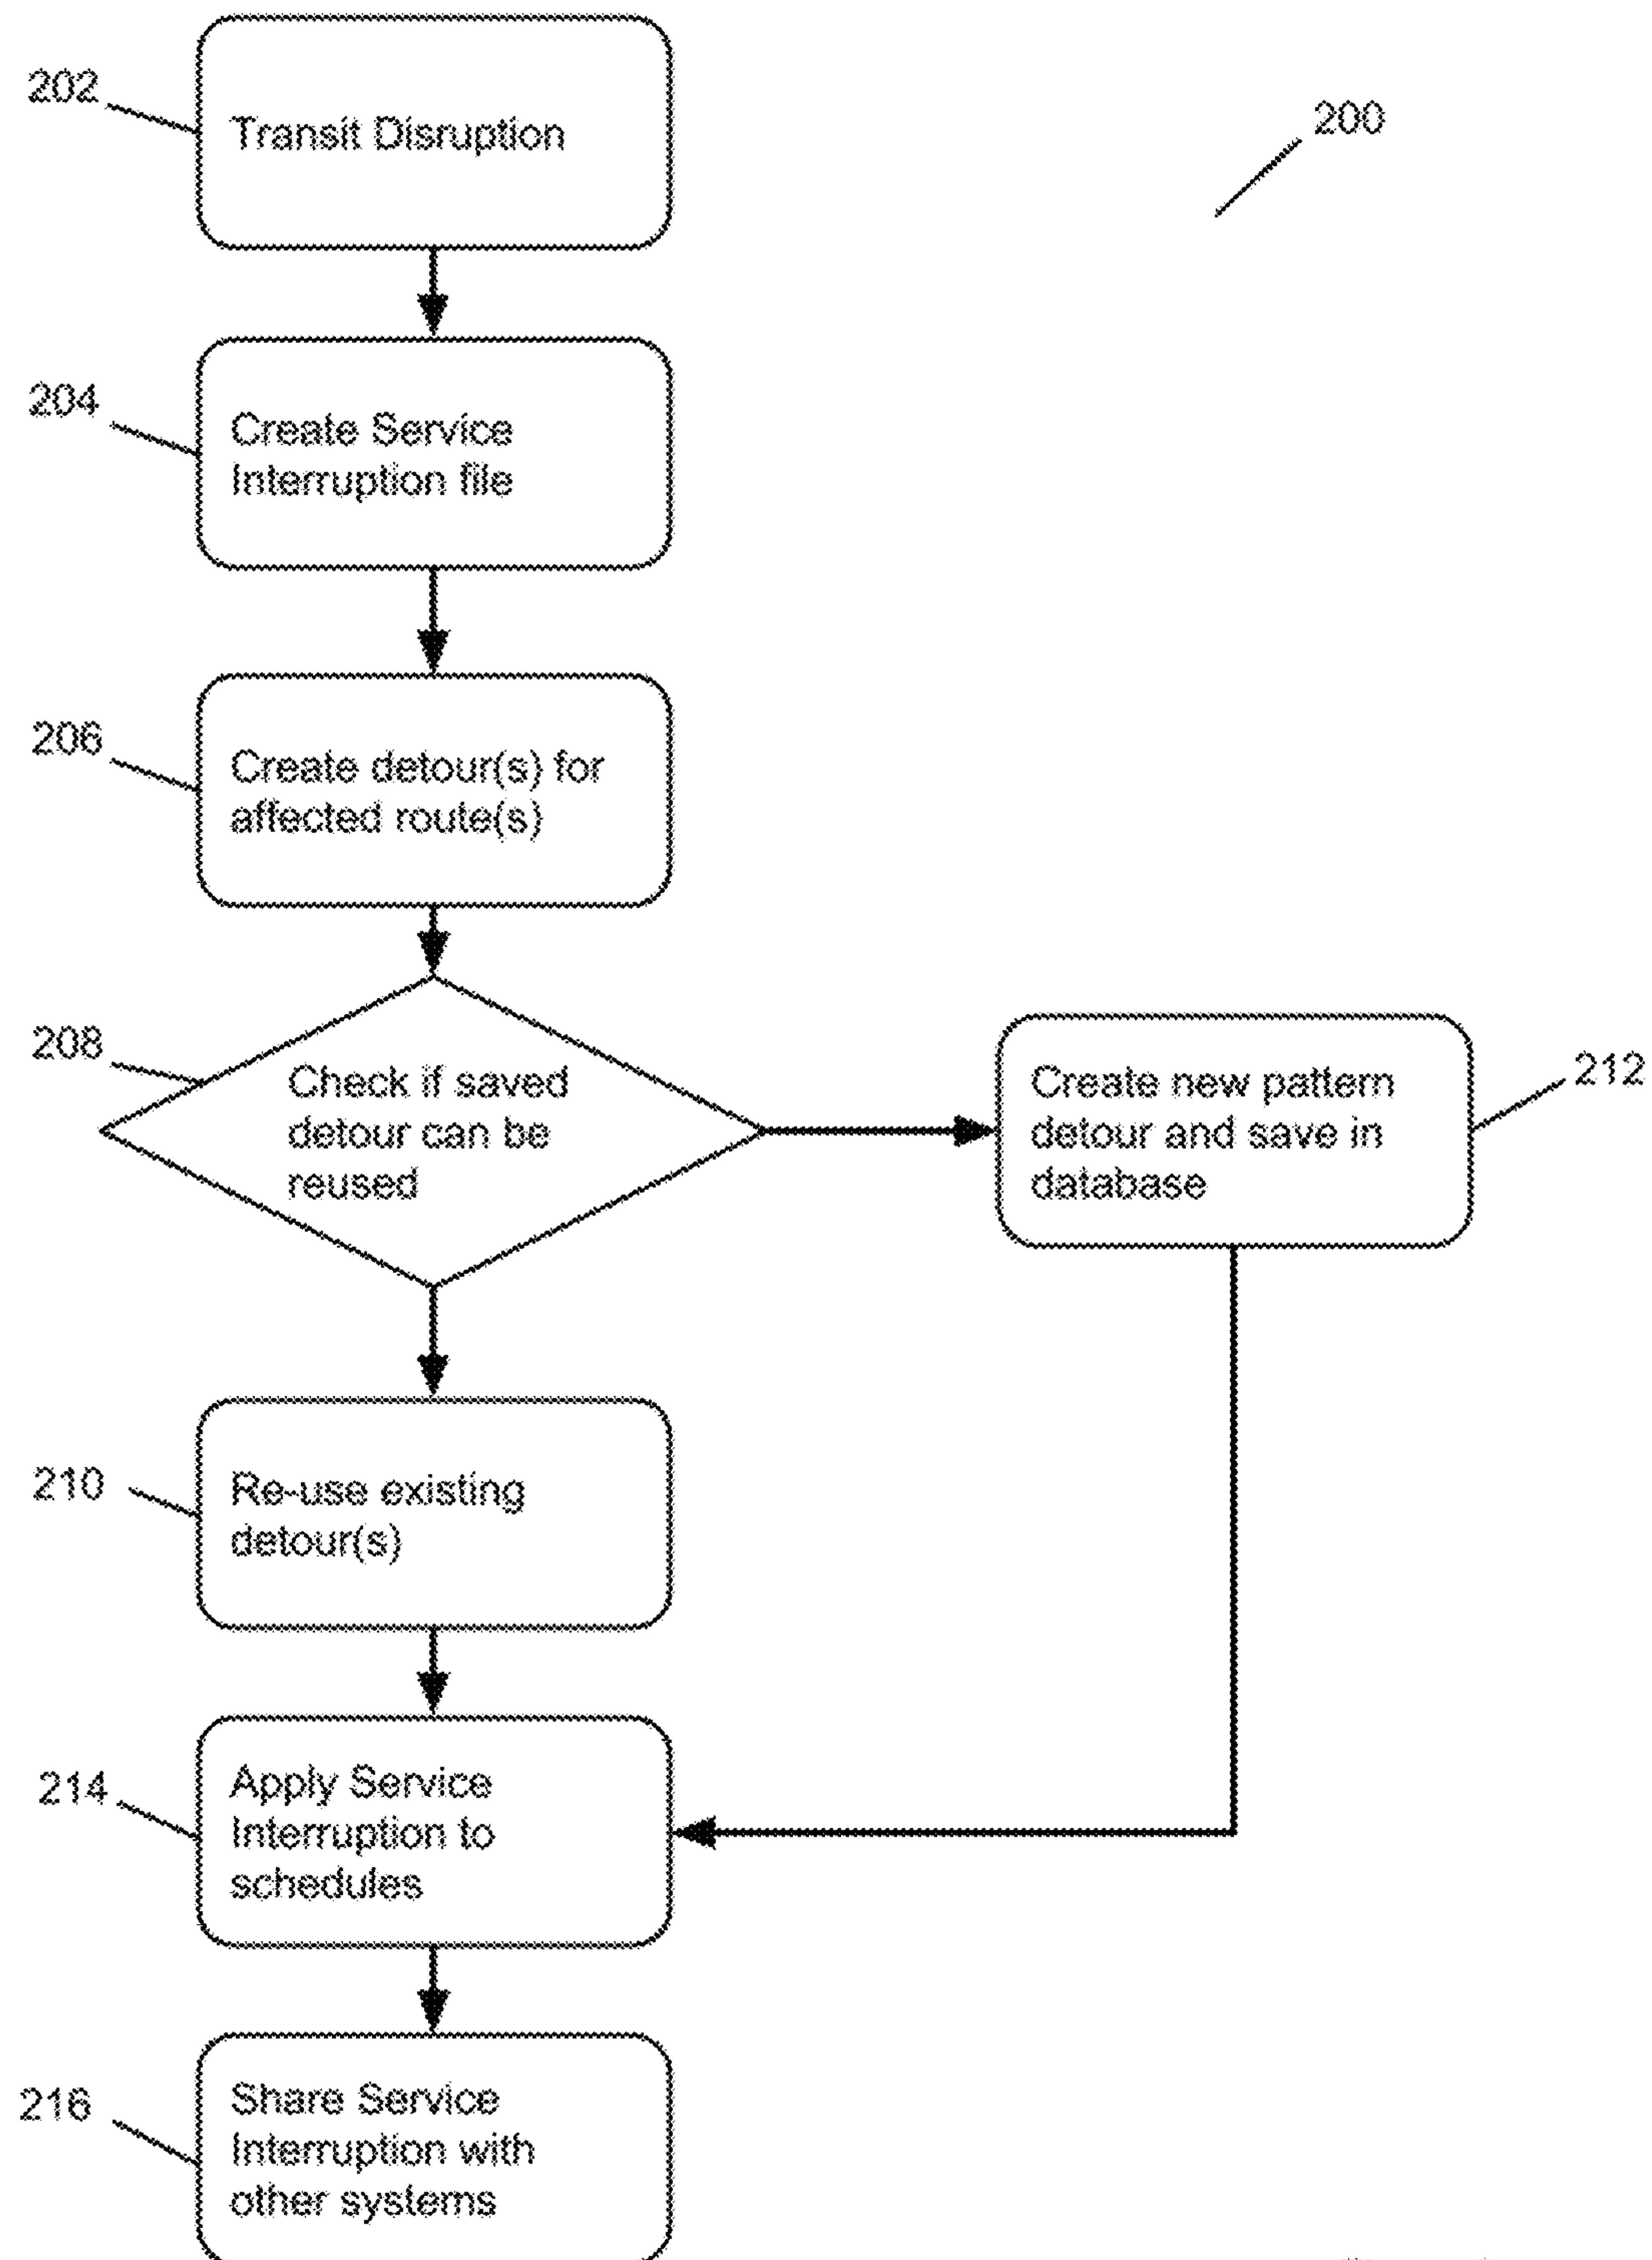 202
Transit Disruption
200
204
Create Service
Interruption file
206
Create detour(s) for
affected route(s)
208
Check if saved
detour can be
reused
Create new pattern
detour and save in
database
212
210
Re-use existing
detour(s)
214
Apply Service
Interruption to
schedules
216
Share Service
Interruption with
other systems